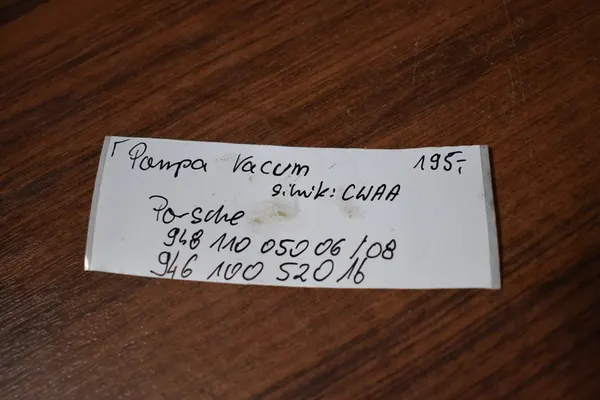 Pompa Vacum 195,-
silnik: CWAA
Porsche
948 110 050 06 /08
946 100 520 16